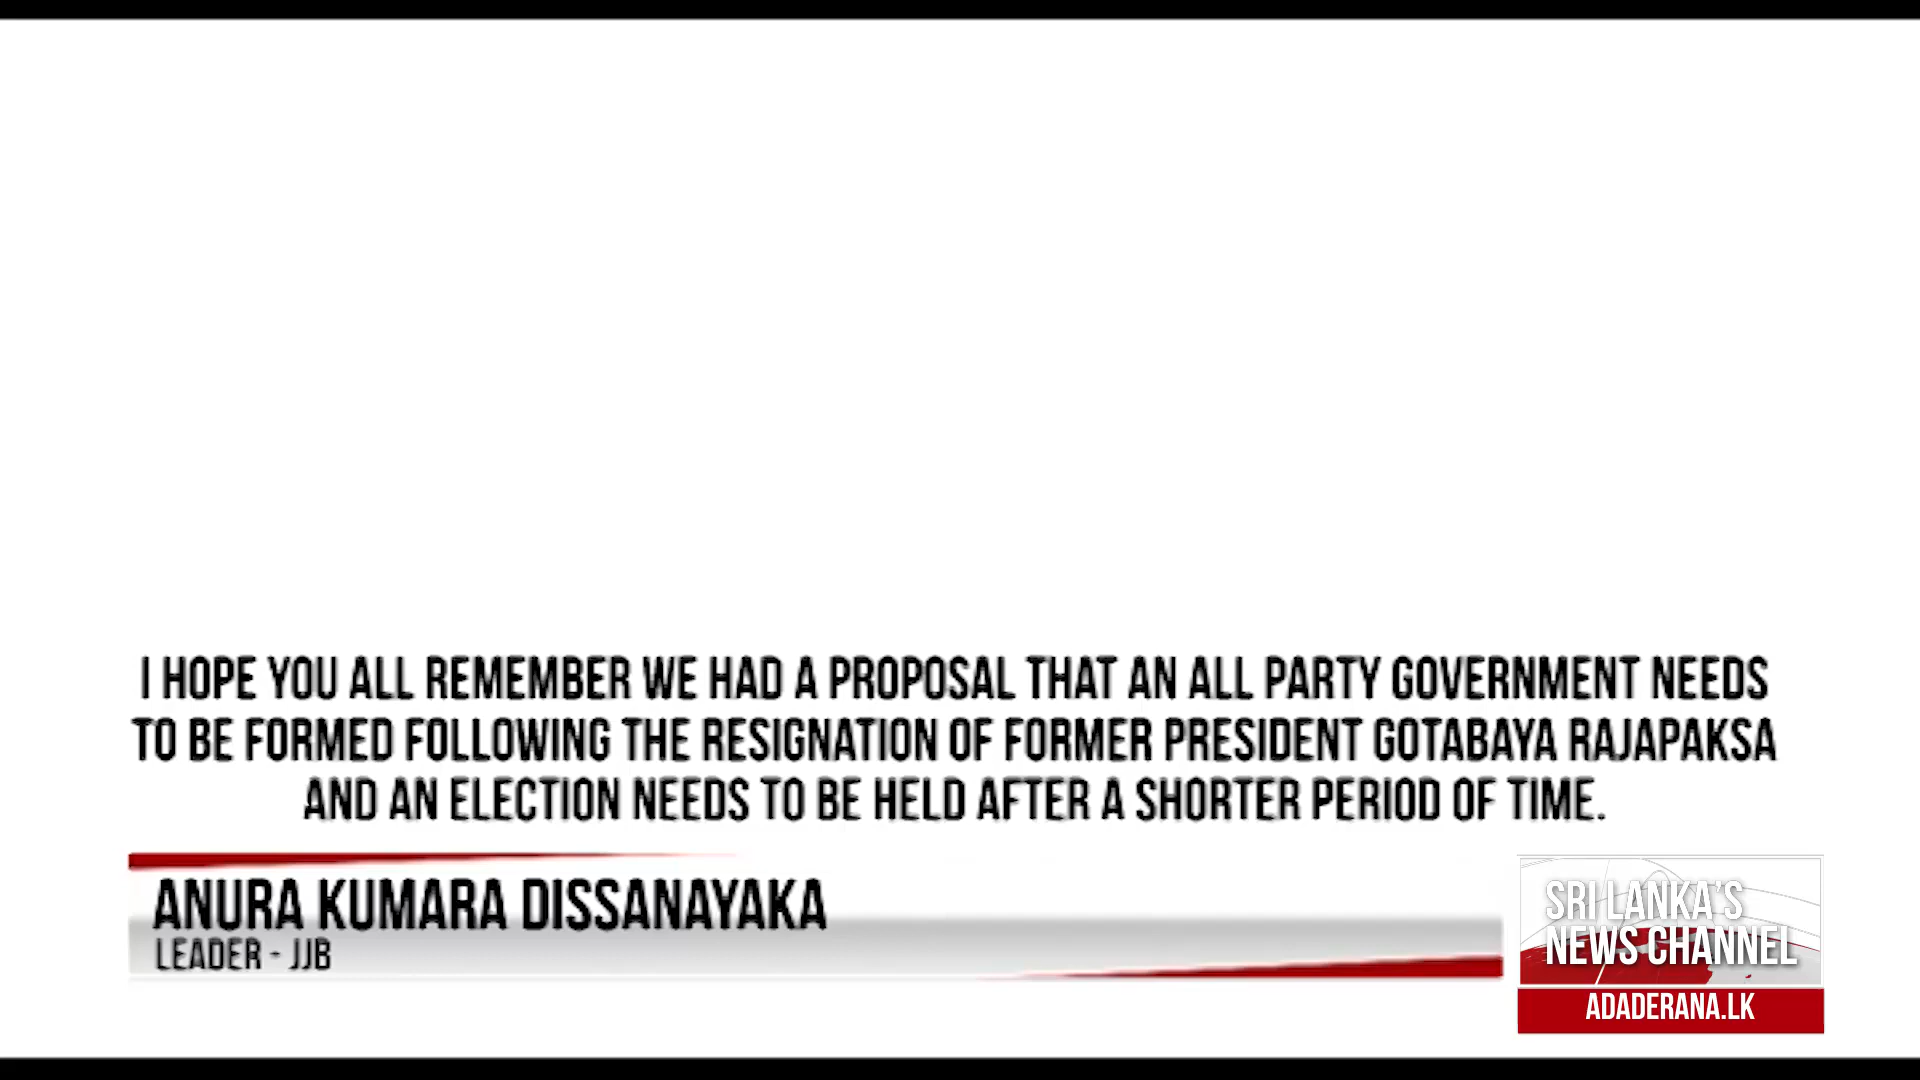 I HOPE YOU ALL REMEMBER WE HAD A PROPOSAL THAT AN ALL PARTY GOVERNMENT NEEDS
TO BE FORMED FOLLOWING THE RESIGNATION OF FORMER PRESIDENT GOTABAYA RAJAPAKSA
AND AN ELECTION NEEDS TO BE HELD AFTER A SHORTER PERIOD OF TIME.
ANURA KUMARA DISSANAYAKA
LEADER - JJB
SRI LANKA'S
NEWS CHANNEL
ADADERANA.LK